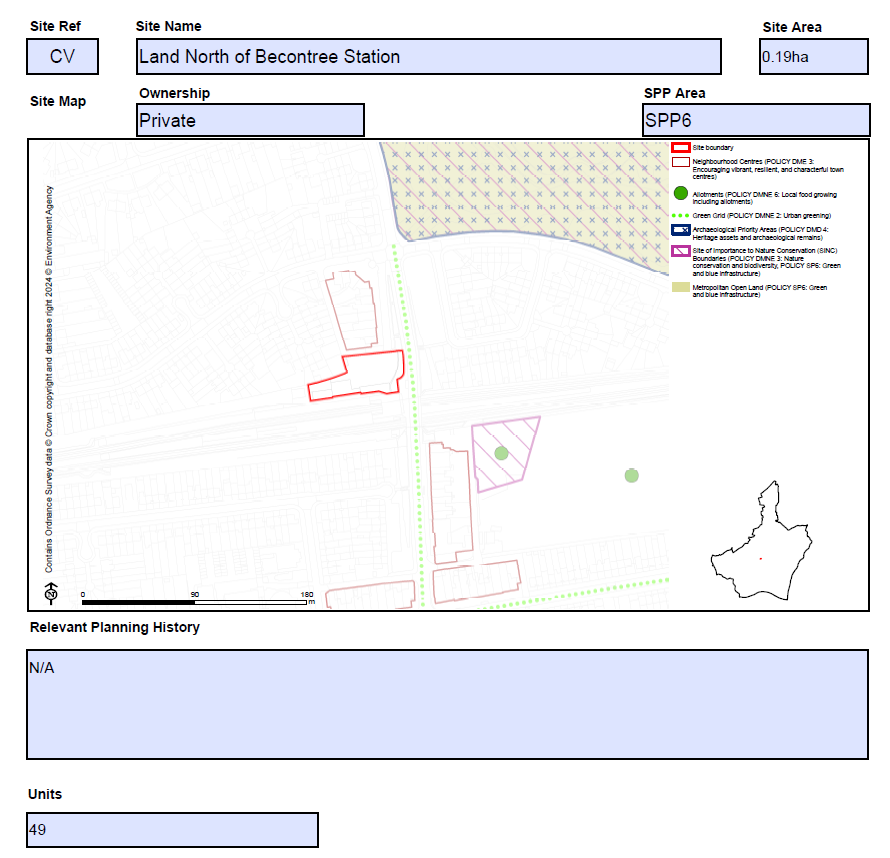 Site Ref
Site Name
Site Area
CV
Land North of Becontree Station
0.19ha
Site Map
Ownership
SPP Area
Private
SPP6
Contains Ordnance Survey data © Crown copyright and database right 2024 © Environment Agency
Site boundary
Neighbourhood Centres (POLICY DME 3:
Encouraging vibrant, resilient, and characterful town
centres)
Allotments (POLICY DMNE 5: Local food growing
including allotments)
Green Grid (POLICY DMNE 2: Urban greening)
Archaeological Priority Areas (POLICY DMD 4:
Heritage assets and archaeological remains)
Site of Importance to Nature Conservation (SINC)
Boundaries (POLICY DMNE 3: Nature
conservation and biodiversity, POLICY SP6: Green
and blue infrastructure)
Metropolitan Open Land (POLICY SP6: Green
and blue infrastructure)
N
0 90 180
m
Relevant Planning History
N/A
Units
49